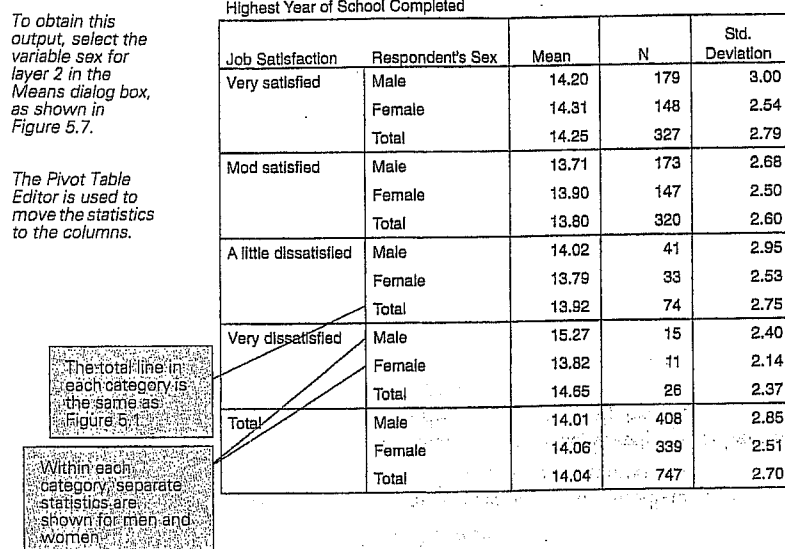 Highest Year of School Completed
To obtain this
output, select the
variable sex for
layer 2 in the
Means dialog box,
as shown in
Figure 5.7.
The Pivot Table
Editor is used to
move the statistics
to the columns.
Job Satisfaction Respondent's Sex Mean N Std. Deviation
Very satisfied Male 14.20 179 3.00
Female 14.31 148 2.54
Total 14.25 327 2.79
Mod satisfied Male 13.71 173 2.68
Female 13.90 147 2.50
Total 13.80 320 2.60
A little dissatisfied Male 14.02 41 2.95
Female 13.79 33 2.53
Total 13.92 74 2.75
Very dissatisfied Male 15.27 15 2.40
Female 13.82 11 2.14
Total 14.65 26 2.37
Total Male 14.01 408 2.85
Female 14.06 339 2.51
Total 14.04 747 2.70
The total line in
each category is
the same as
Figure 5.1.
Within each
category, separate
statistics are
shown for men and
women.